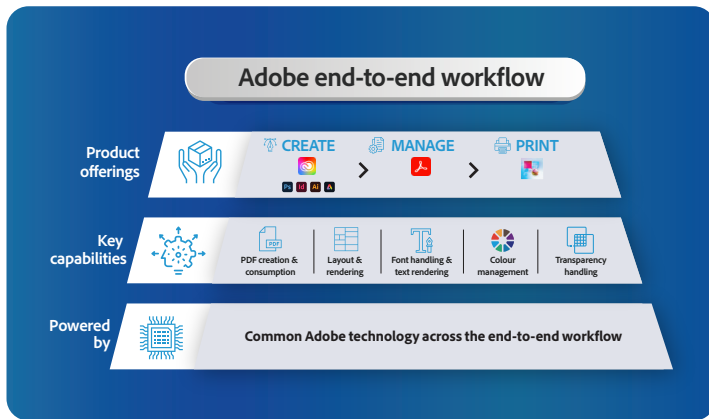 Adobe end-to-end workflow
Product
offerings
CREATE
MANAGE
PRINT
Ps Id Ai
Key
capabilities
PDF
PDF creation &
consumption
Layout &
rendering
Font handling &
text rendering
Colour
management
Transparency
handling
Powered
by
Common Adobe technology across the end-to-end workflow